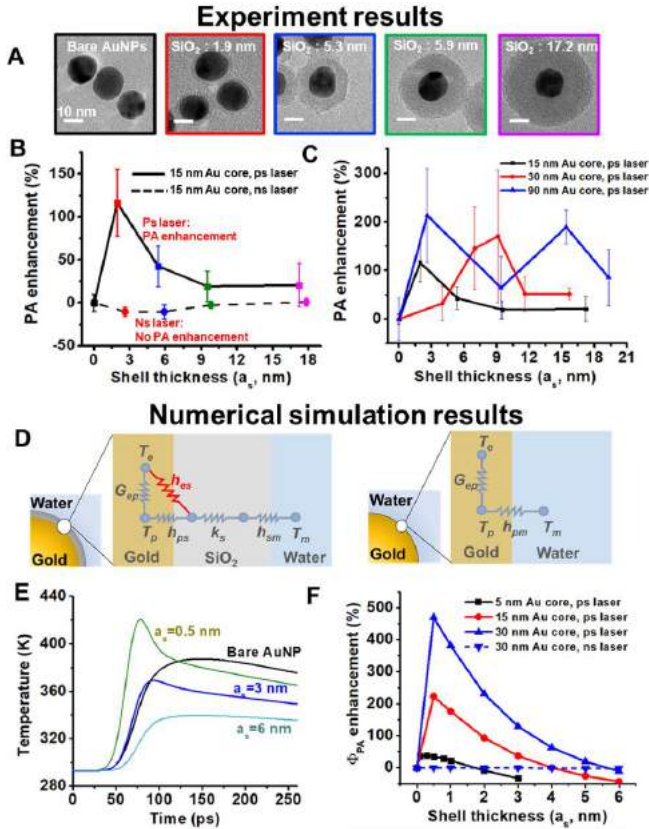 Experiment results
A
Bare AuNPs
10 nm
SiO₂ : 1.9 nm
SiO₂ : 5.3 nm
SiO₂ : 5.9 nm
SiO₂ : 17.2 nm
B
PA enhancement (%)
150
100
50
0
-50
15 nm Au core, ps laser
15 nm Au core, ns laser
Ps laser:
PA enhancement
Ns laser:
No PA enhancement
0 3 6 9 12 15 18
Shell thickness (aₛ, nm)
C
PA enhancement (%)
300
200
100
0
15 nm Au core, ps laser
30 nm Au core, ps laser
90 nm Au core, ps laser
0 3 6 9 12 15 18 21
Shell thickness (aₛ, nm)
Numerical simulation results
D
Water
Gold
Tₑ
Gₑₚ
hₑₛ
Tₚ hₚₛ kₛ hₛₘ Tₘ
Gold SiO₂ Water
Water
Gold
Tₑ
Gₑₚ
Tₚ hₚₘ Tₘ
Gold Water
E
Temperature (K)
440
400
360
320
280
aₛ=0.5 nm
Bare AuNP
aₛ=3 nm
aₛ=6 nm
0 50 100 150 200 250
Time (ps)
F
Φ_PA enhancement (%)
500
400
300
200
100
0
5 nm Au core, ps laser
15 nm Au core, ps laser
30 nm Au core, ps laser
30 nm Au core, ns laser
0 1 2 3 4 5 6
Shell thickness (aₛ, nm)